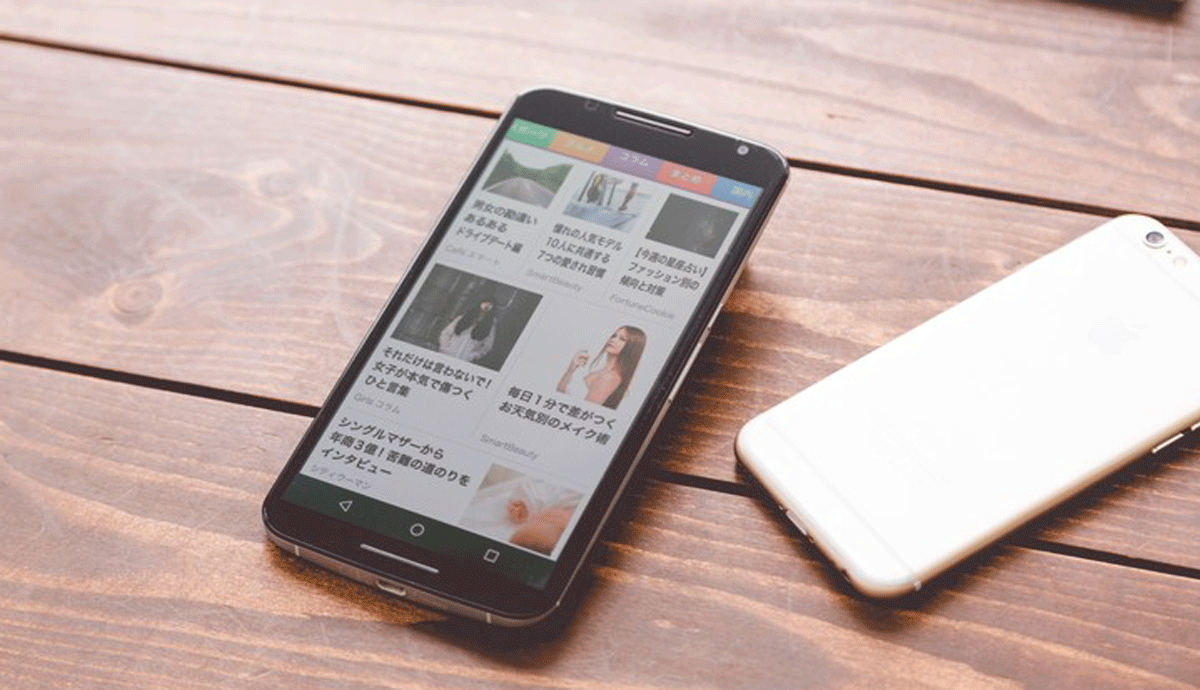 コラム
まとめ
国内
男女の勘違い
あるある
ドライブデート編
Girls スマート
憧れの人気モデル
10人に共通する
7つの愛され習慣
SmartBeauty
【今週の星座占い】
ファッション別の
傾向と対策
FortuneCookie
それだけは言わないで!
女子が本気で傷つく
ひと言葉
Girls コラム
毎日1分で差がつく
お天気別のメイク術
SmartBeauty
シングルマザーから
年商3億!苦難の道のりを
インタビュー
シティウーマン